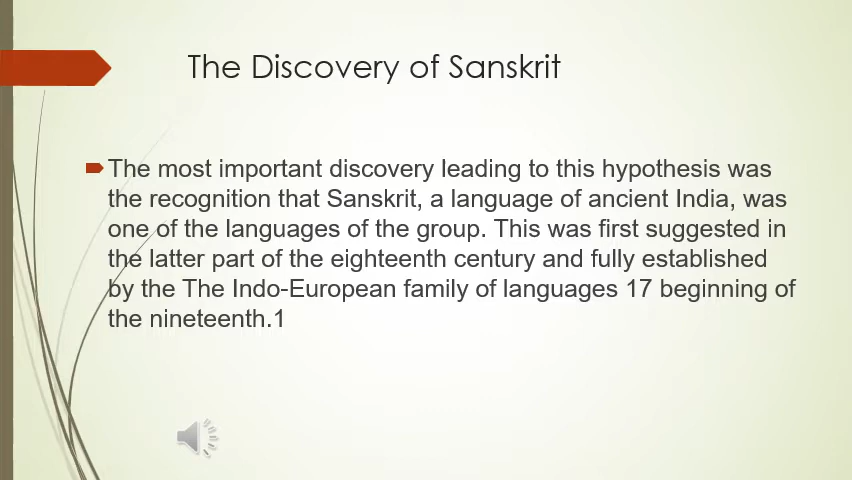 The Discovery of Sanskrit
The most important discovery leading to this hypothesis was
the recognition that Sanskrit, a language of ancient India, was
one of the languages of the group. This was first suggested in
the latter part of the eighteenth century and fully established
by the The Indo-European family of languages 17 beginning of
the nineteenth.1